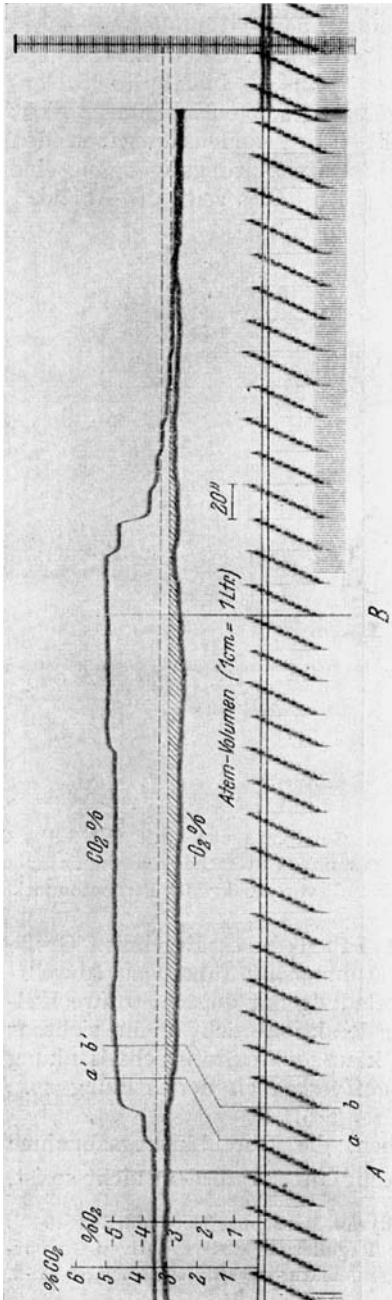 %CO₂
6
5
4
3
2
1
%O₂
-5
-4
-3
-2
-1
a' b'
CO₂ %
-O₂ %
Atem-Volumen (1cm = 1Ltr.)
20"
a b
A
B